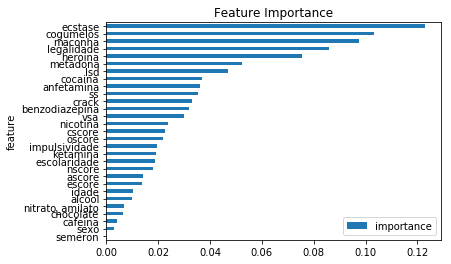 Feature Importance
feature
ecstase
cogumelos
maconha
legalidade
heroina
metadona
lsd
cocaina
anfetamina
ss
crack
benzodiazepina
vsa
nicotina
cscore
oscore
impulsividade
ketamina
escolaridade
nscore
ascore
escore
idade
alcool
nitrato_amilato
chocolate
cafeina
sexo
semeron
importance
0.00 0.02 0.04 0.06 0.08 0.10 0.12